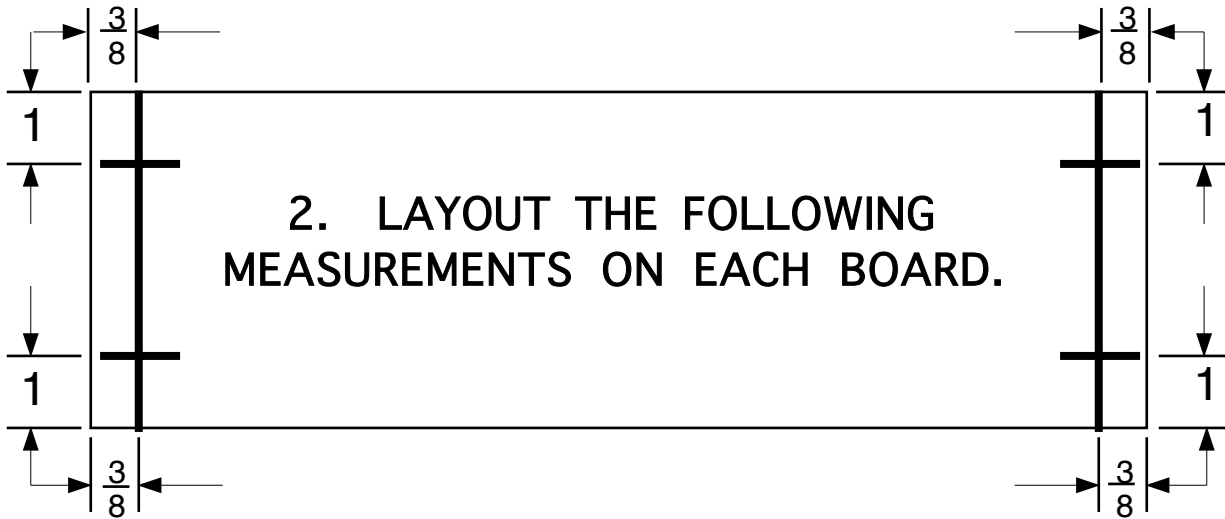 3/8 3/8
1 1
2. LAYOUT THE FOLLOWING
MEASUREMENTS ON EACH BOARD.
1 1
3/8 3/8